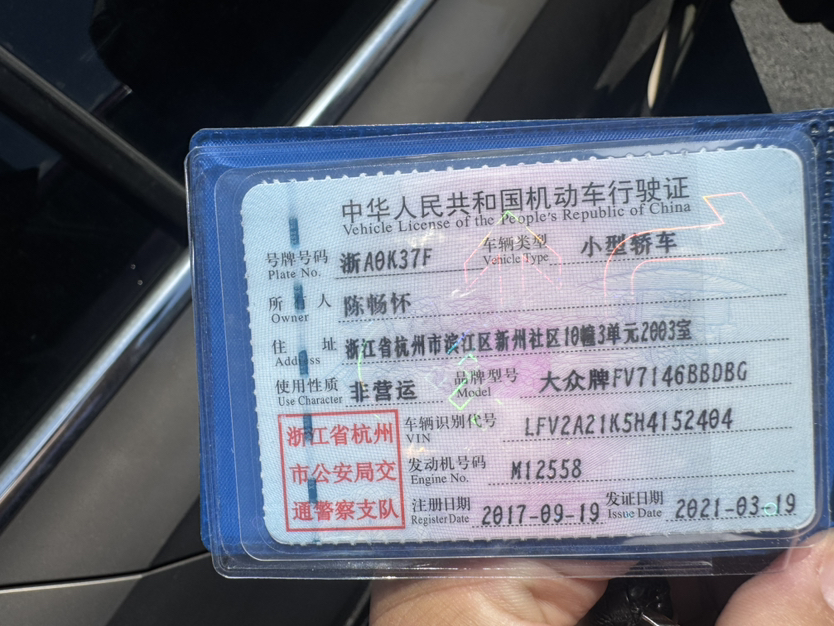 中华人民共和国机动车行驶证
Vehicle License of the People's Republic of China
号牌号码 浙A0K37F 车辆类型 小型轿车
Plate No. Vehicle Type
所有人 陈畅怀
Owner
住址 浙江省杭州市滨江区新州社区10幢3单元2003室
Address
使用性质 非营运 品牌型号 大众牌FV7146BBDBG
Use Character Model
浙江省杭州 车辆识别代号 LFV2A21K5H4152404
VIN
市公安局交 发动机号码 M12558
Engine No.
通警察支队 注册日期 2017-09-19 发证日期 2021-03-19
Register Date Issue Date